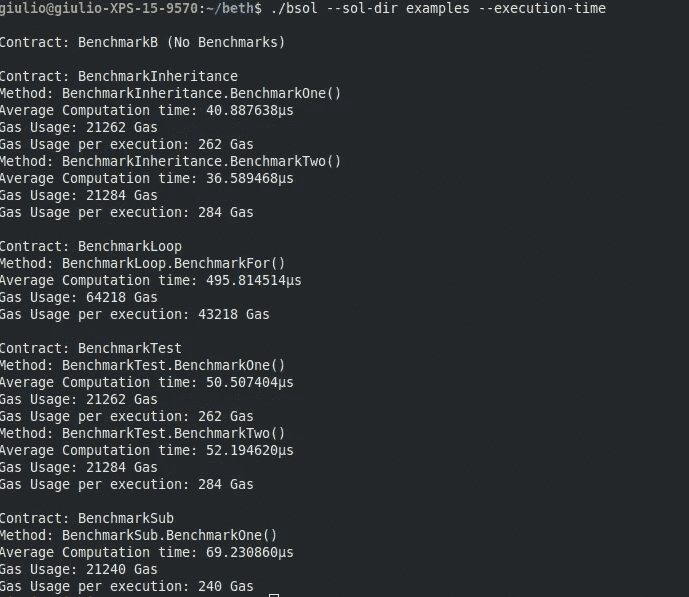 giulio@giulio-XPS-15-9570:~/beth$ ./bsol --sol-dir examples --execution-time
Contract: BenchmarkB (No Benchmarks)
Contract: BenchmarkInheritance
Method: BenchmarkInheritance.BenchmarkOne()
Average Computation time: 40.887638µs
Gas Usage: 21262 Gas
Gas Usage per execution: 262 Gas
Method: BenchmarkInheritance.BenchmarkTwo()
Average Computation time: 36.589468µs
Gas Usage: 21284 Gas
Gas Usage per execution: 284 Gas
Contract: BenchmarkLoop
Method: BenchmarkLoop.BenchmarkFor()
Average Computation time: 495.814514µs
Gas Usage: 64218 Gas
Gas Usage per execution: 43218 Gas
Contract: BenchmarkTest
Method: BenchmarkTest.BenchmarkOne()
Average Computation time: 50.507404µs
Gas Usage: 21262 Gas
Gas Usage per execution: 262 Gas
Method: BenchmarkTest.BenchmarkTwo()
Average Computation time: 52.194620µs
Gas Usage: 21284 Gas
Gas Usage per execution: 284 Gas
Contract: BenchmarkSub
Method: BenchmarkSub.BenchmarkOne()
Average Computation time: 69.230860µs
Gas Usage: 21240 Gas
Gas Usage per execution: 240 Gas